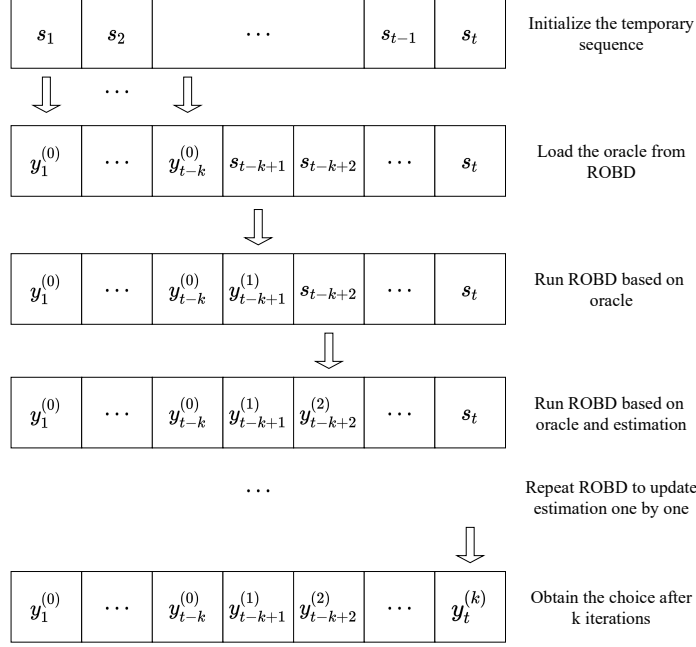 s_1 s_2 ⋯ s_{t−1} s_t
Initialize the temporary
sequence
⋯
y_1^{(0)} ⋯ y_{t−k}^{(0)} s_{t−k+1} s_{t−k+2} ⋯ s_t
Load the oracle from
ROBD
y_1^{(0)} ⋯ y_{t−k}^{(0)} y_{t−k+1}^{(1)} s_{t−k+2} ⋯ s_t
Run ROBD based on
oracle
y_1^{(0)} ⋯ y_{t−k}^{(0)} y_{t−k+1}^{(1)} y_{t−k+2}^{(2)} ⋯ s_t
Run ROBD based on
oracle and estimation
⋯
Repeat ROBD to update
estimation one by one
y_1^{(0)} ⋯ y_{t−k}^{(0)} y_{t−k+1}^{(1)} y_{t−k+2}^{(2)} ⋯ y_t^{(k)}
Obtain the choice after
k iterations